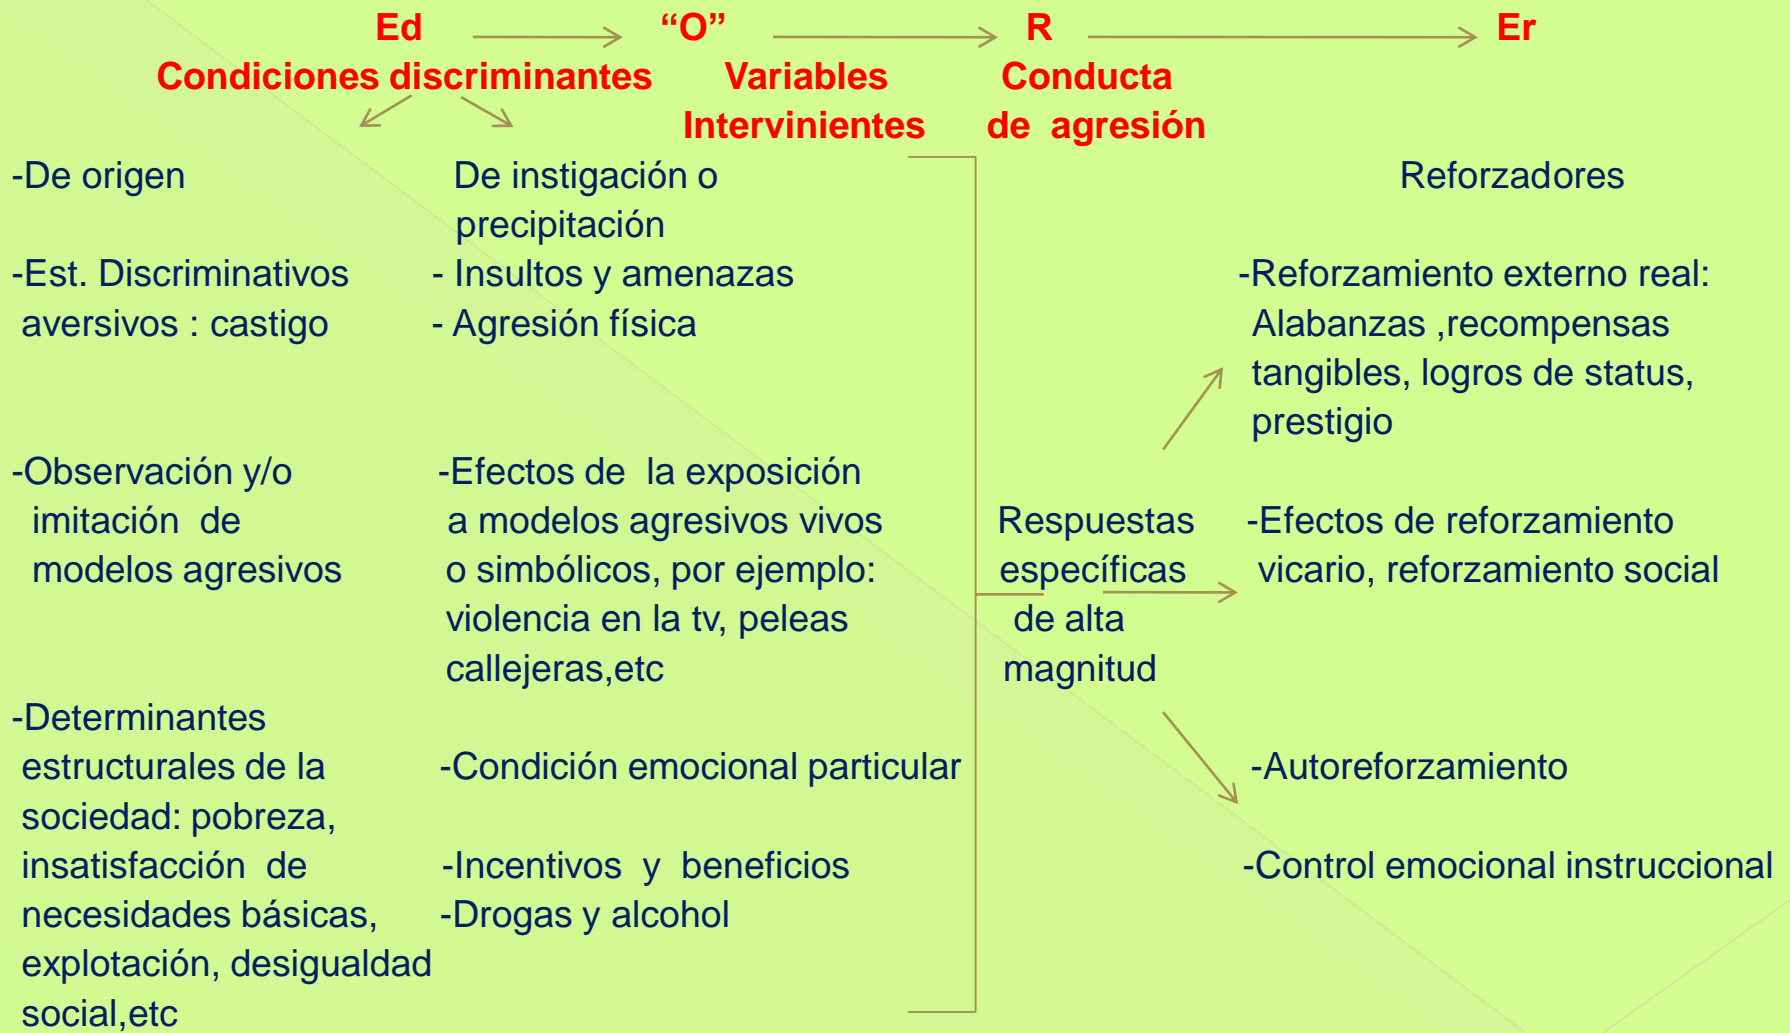 Ed “O” R Er
Condiciones discriminantes Variables Conducta
Intervinientes de agresión
-De origen
-Est. Discriminativos
aversivos : castigo
-Observación y/o
imitación de
modelos agresivos
-Determinantes
estructurales de la
sociedad: pobreza,
insatisfacción de
necesidades básicas,
explotación, desigualdad
social,etc
De instigación o
precipitación
- Insultos y amenazas
- Agresión física
-Efectos de la exposición
a modelos agresivos vivos
o simbólicos, por ejemplo:
violencia en la tv, peleas
callejeras,etc
-Condición emocional particular
-Incentivos y beneficios
-Drogas y alcohol
Respuestas
específicas
de alta
magnitud
Reforzadores
-Reforzamiento externo real:
Alabanzas ,recompensas
tangibles, logros de status,
prestigio
-Efectos de reforzamiento
vicario, reforzamiento social
-Autoreforzamiento
-Control emocional instruccional